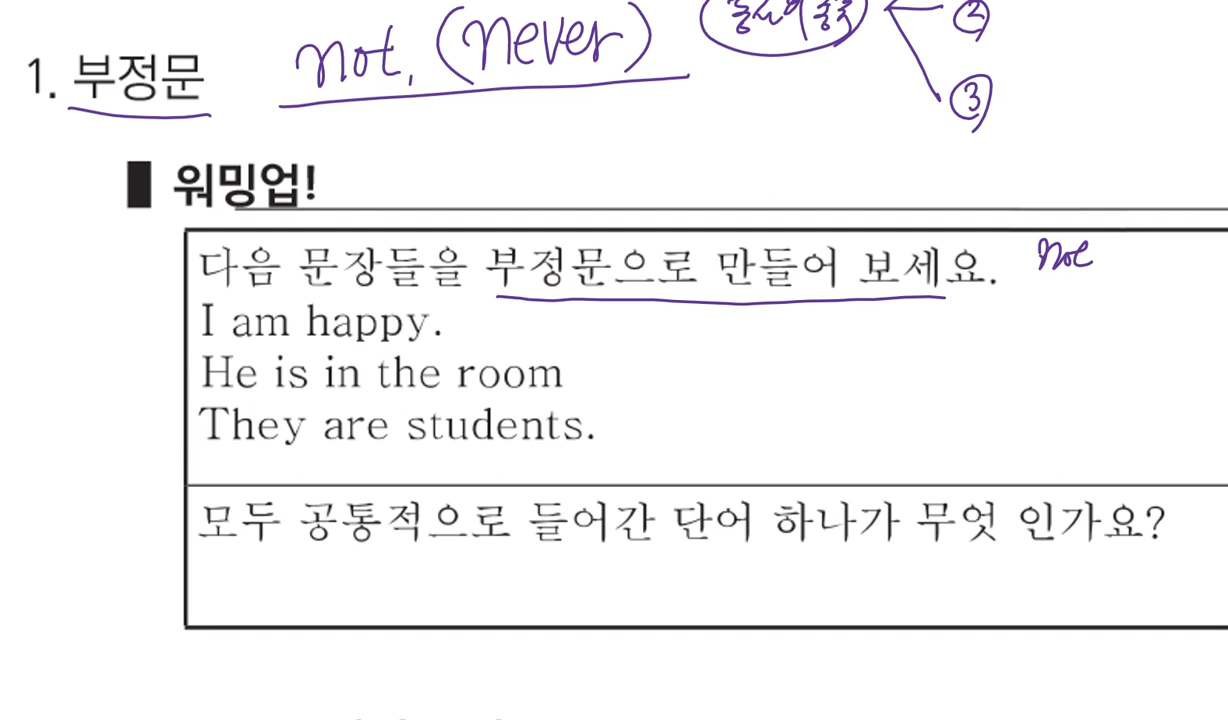 not, (never)
②
1. 부정문
③
워밍업!
다음 문장들을 부정문으로 만들어 보세요. not
I am happy.
He is in the room
They are students.
모두 공통적으로 들어간 단어 하나가 무엇 인가요?